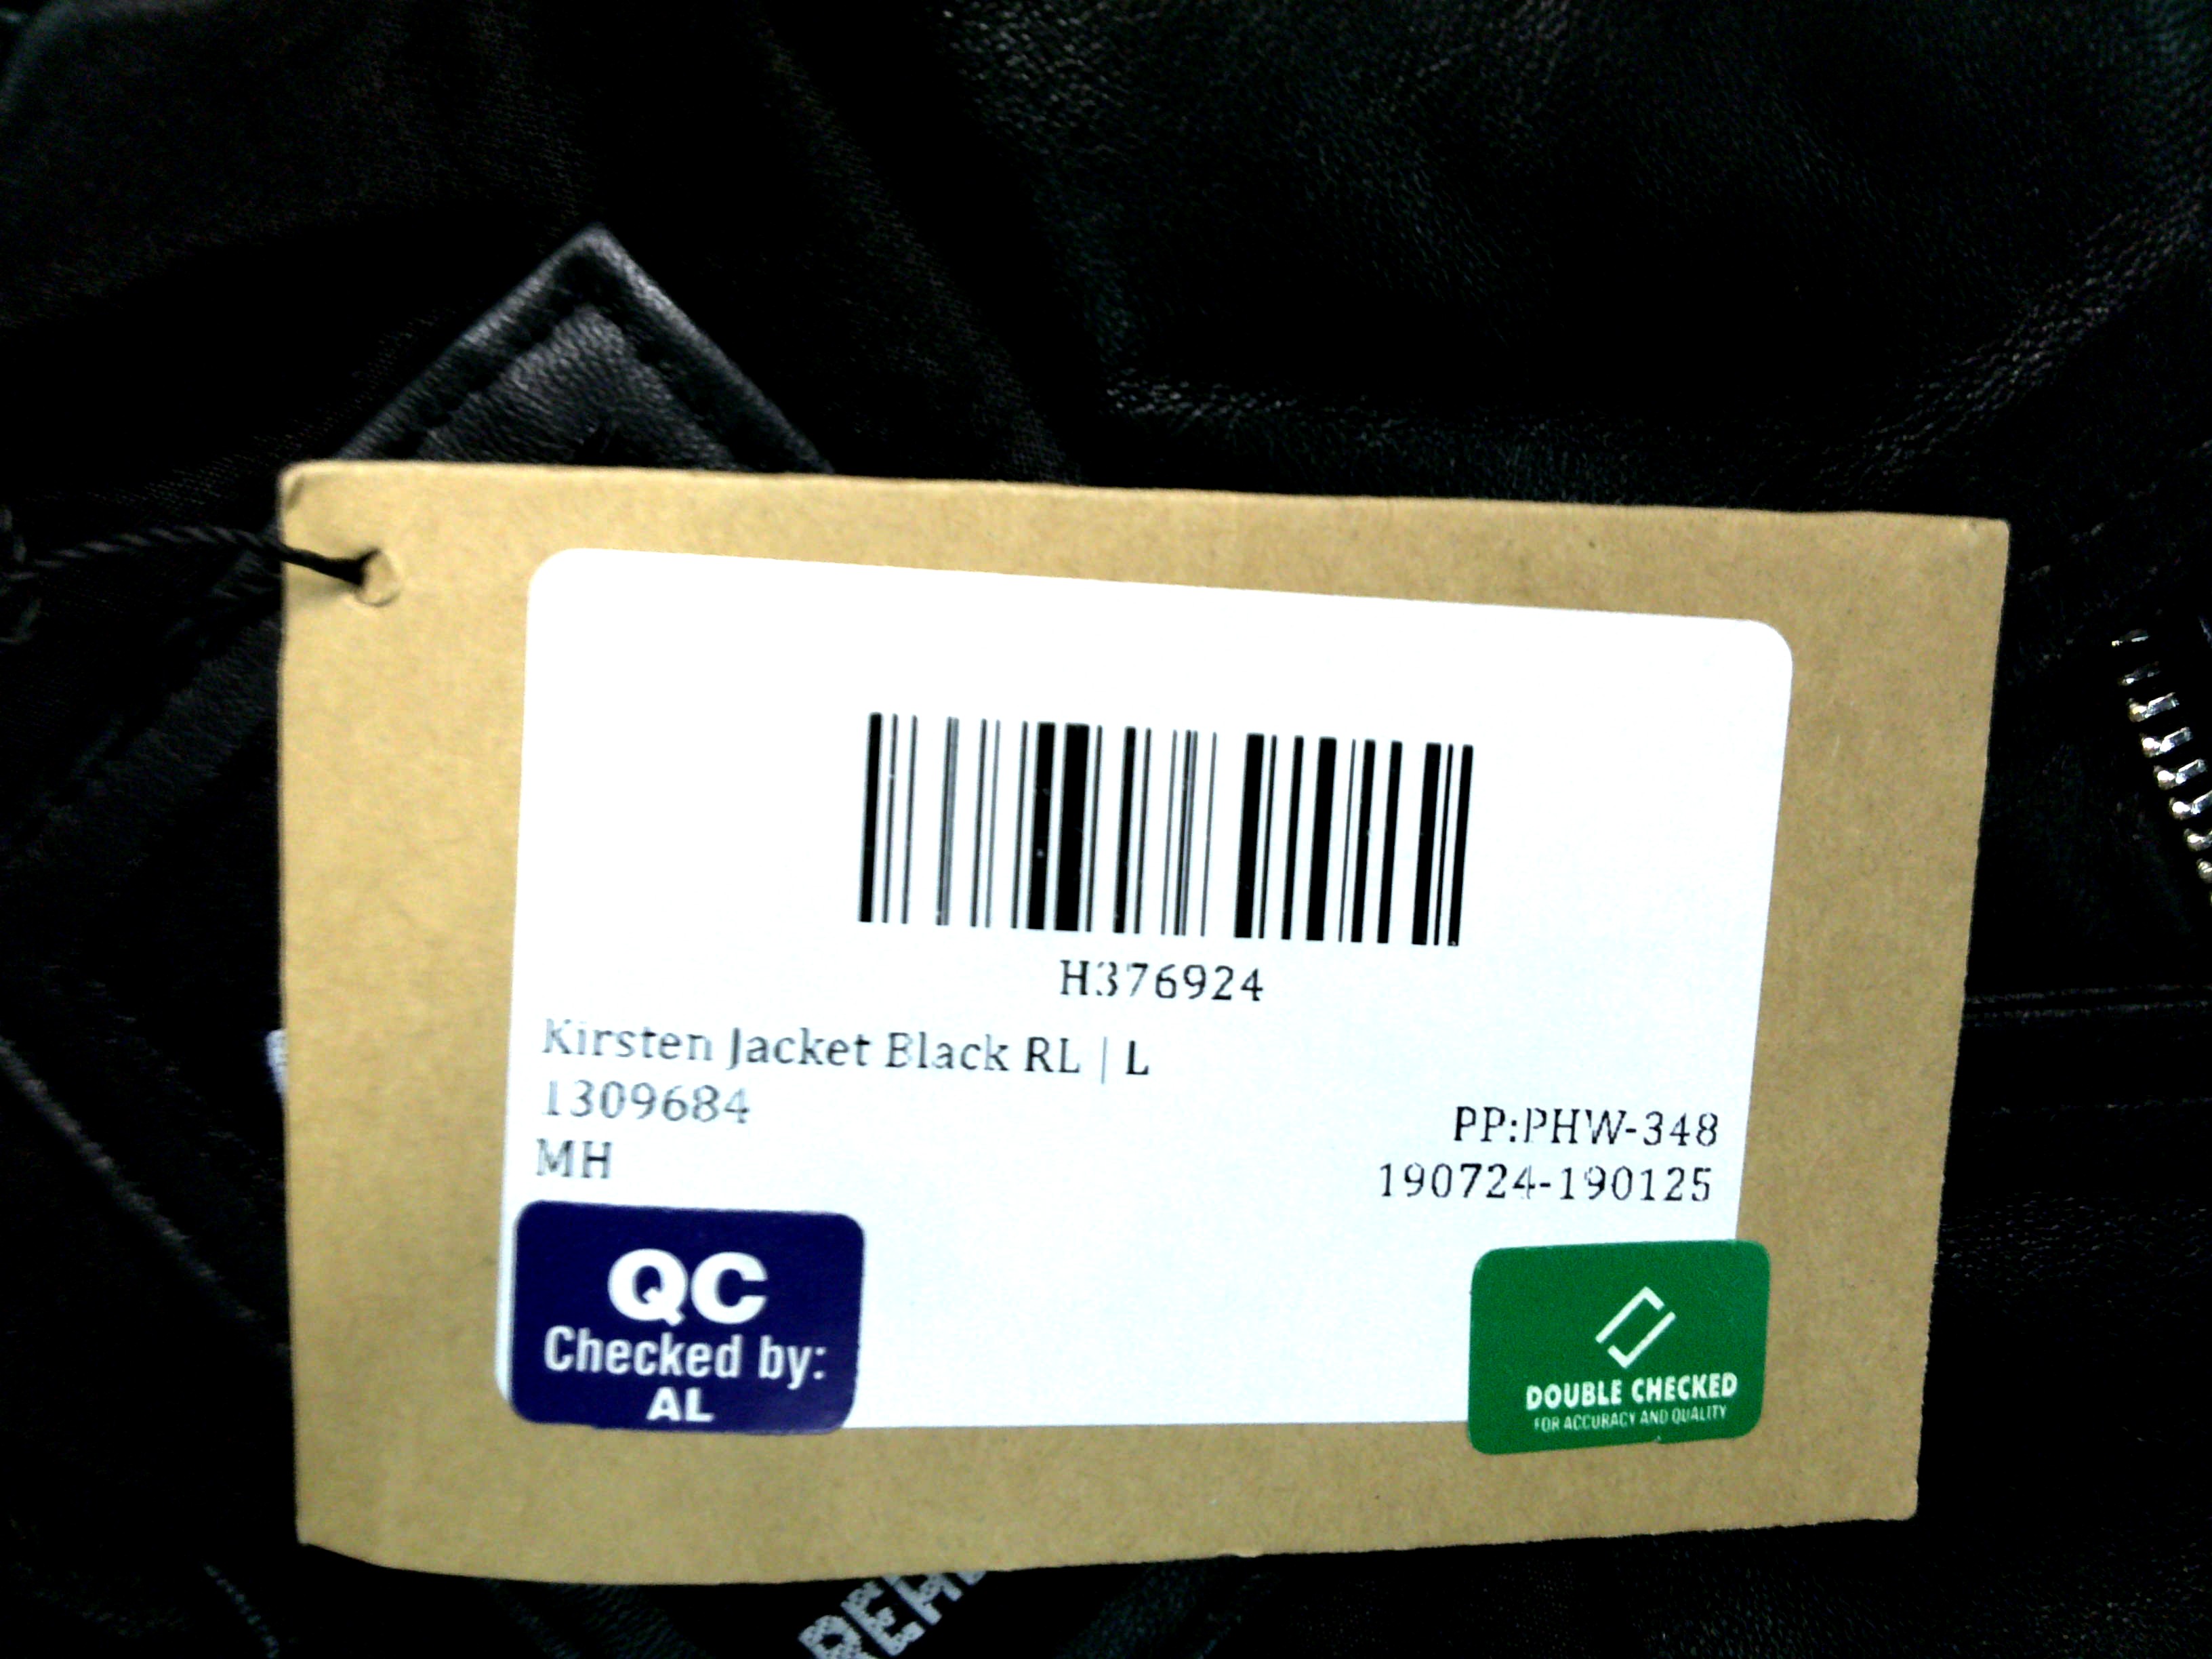 H376924
Kirsten Jacket Black RL | L
1309684
MH
PP:PHW-348
190724-190125
QC
Checked by:
AL
DOUBLE CHECKED
FOR ACCURACY AND QUALITY